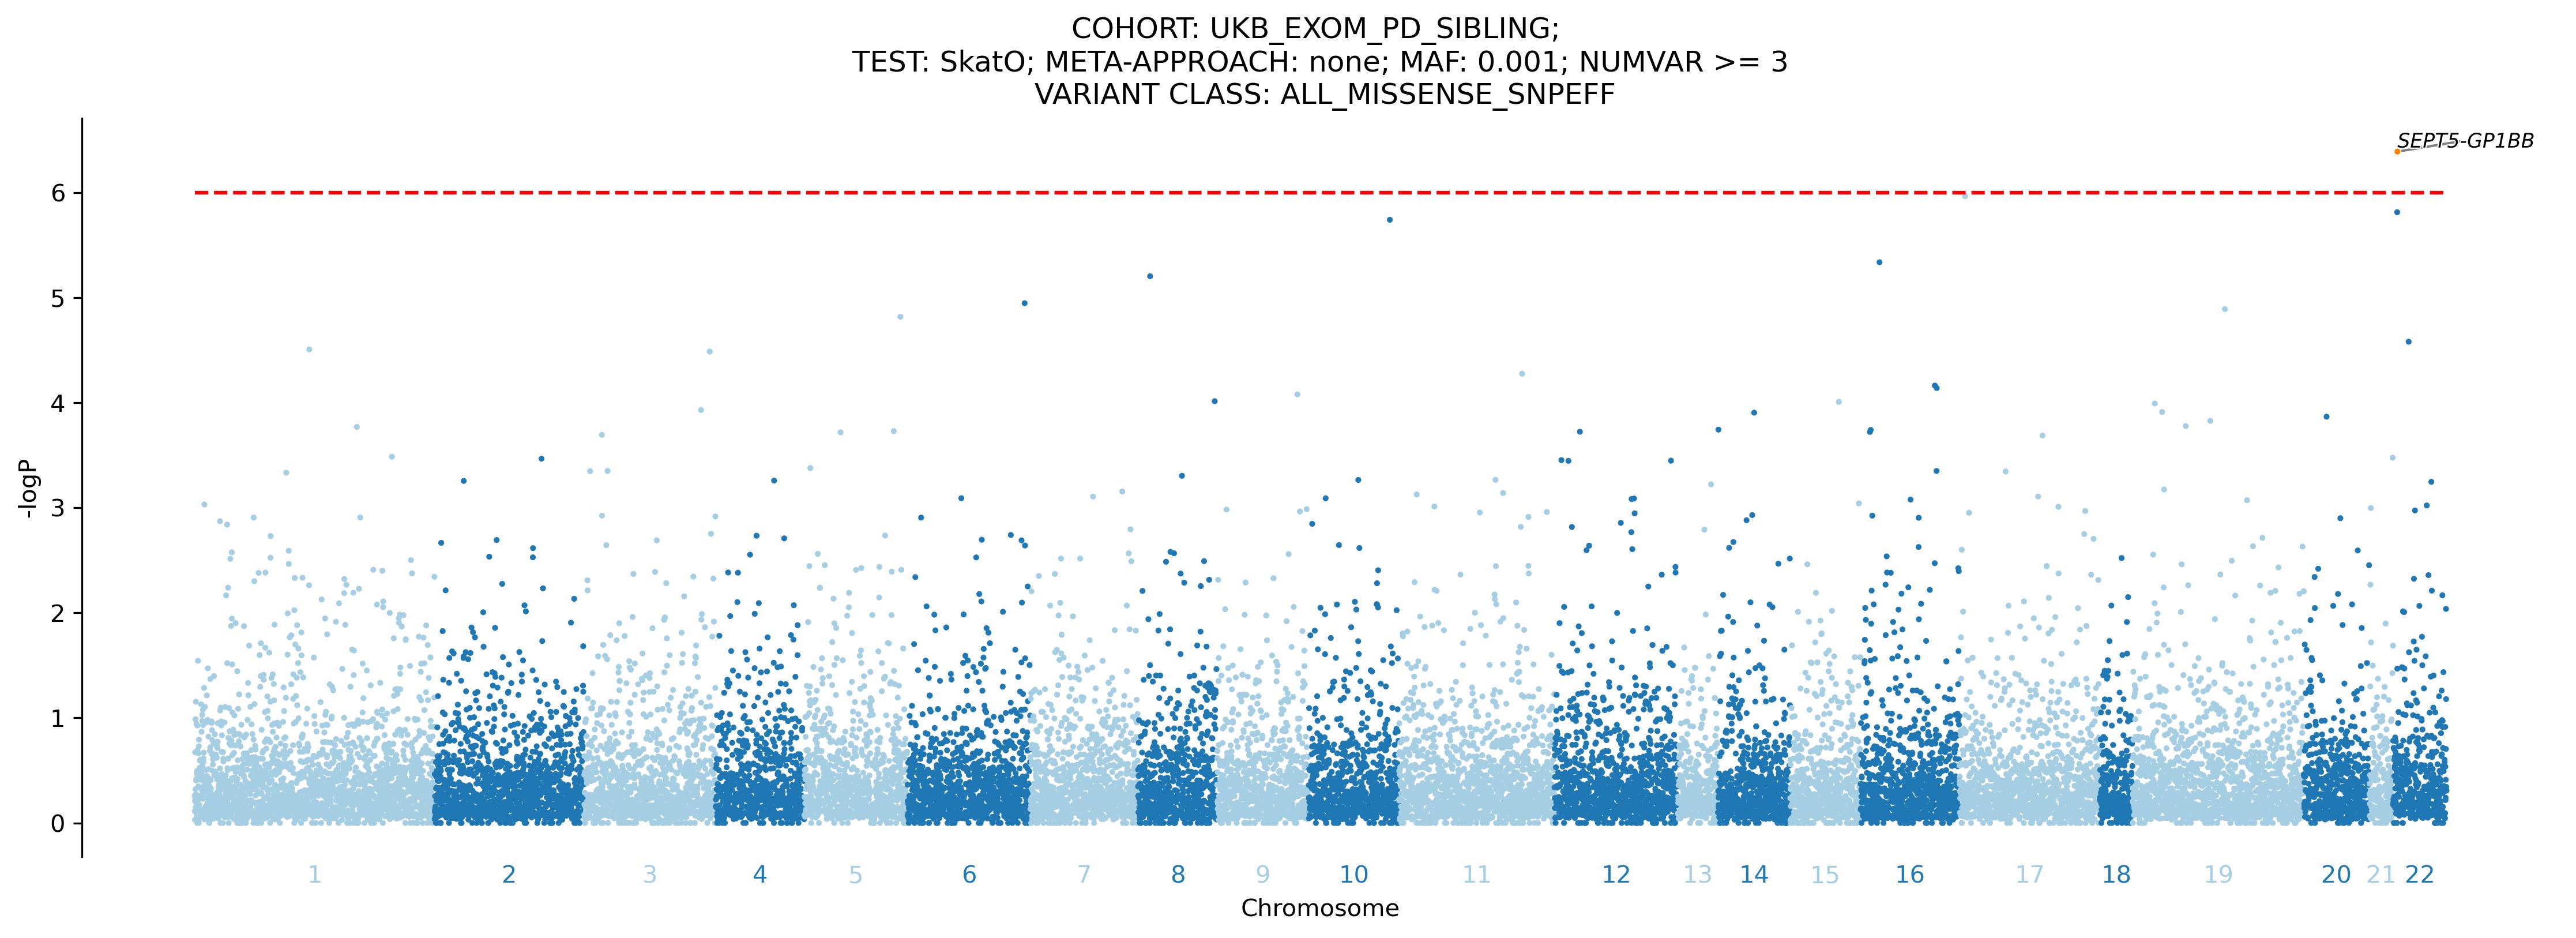 COHORT: UKB_EXOM_PD_SIBLING;
TEST: SkatO; META-APPROACH: none; MAF: 0.001; NUMVAR >= 3
VARIANT CLASS: ALL_MISSENSE_SNPEFF
SEPT5-GP1BB
6
5
4
3
2
1
0
-logP
1 2 3 4 5 6 7 8 9 10 11 12 13 14 15 16 17 18 19 20 21 22
Chromosome